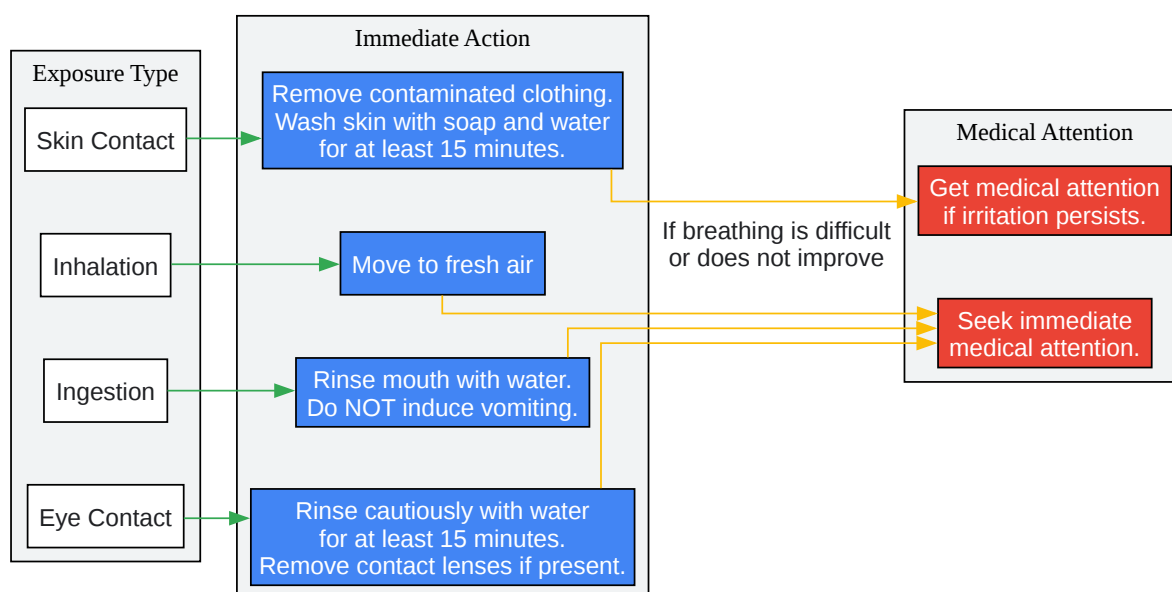 Exposure Type
Skin Contact
Inhalation
Ingestion
Eye Contact
Immediate Action
Remove contaminated clothing.
Wash skin with soap and water
for at least 15 minutes.
Move to fresh air
Rinse mouth with water.
Do NOT induce vomiting.
Rinse cautiously with water
for at least 15 minutes.
Remove contact lenses if present.
If breathing is difficult
or does not improve
Medical Attention
Get medical attention
if irritation persists.
Seek immediate
medical attention.